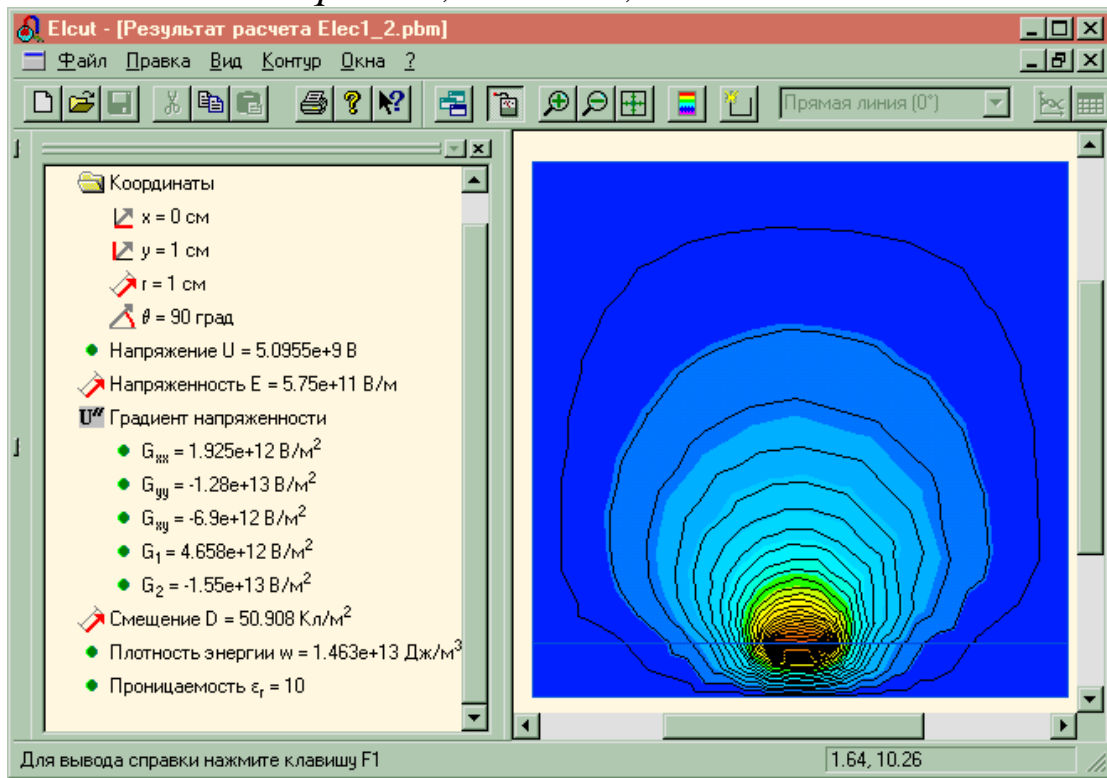 Elcut - [Результат расчета Elec1_2.pbm]
Файл Правка Вид Контур Окна ?
Прямая линия (0°)
Координаты
x = 0 см
y = 1 см
r = 1 см
θ = 90 град
Напряжение U = 5.0955e+9 В
Напряженность E = 5.75e+11 В/м
U″ Градиент напряженности
Gxx = 1.925e+12 В/м²
Gyy = -1.28e+13 В/м²
Gxy = -6.9e+12 В/м²
G₁ = 4.658e+12 В/м²
G₂ = -1.55e+13 В/м²
Смещение D = 50.908 Кл/м²
Плотность энергии w = 1.463e+13 Дж/м³
Проницаемость εr = 10
Для вывода справки нажмите клавишу F1
1.64, 10.26